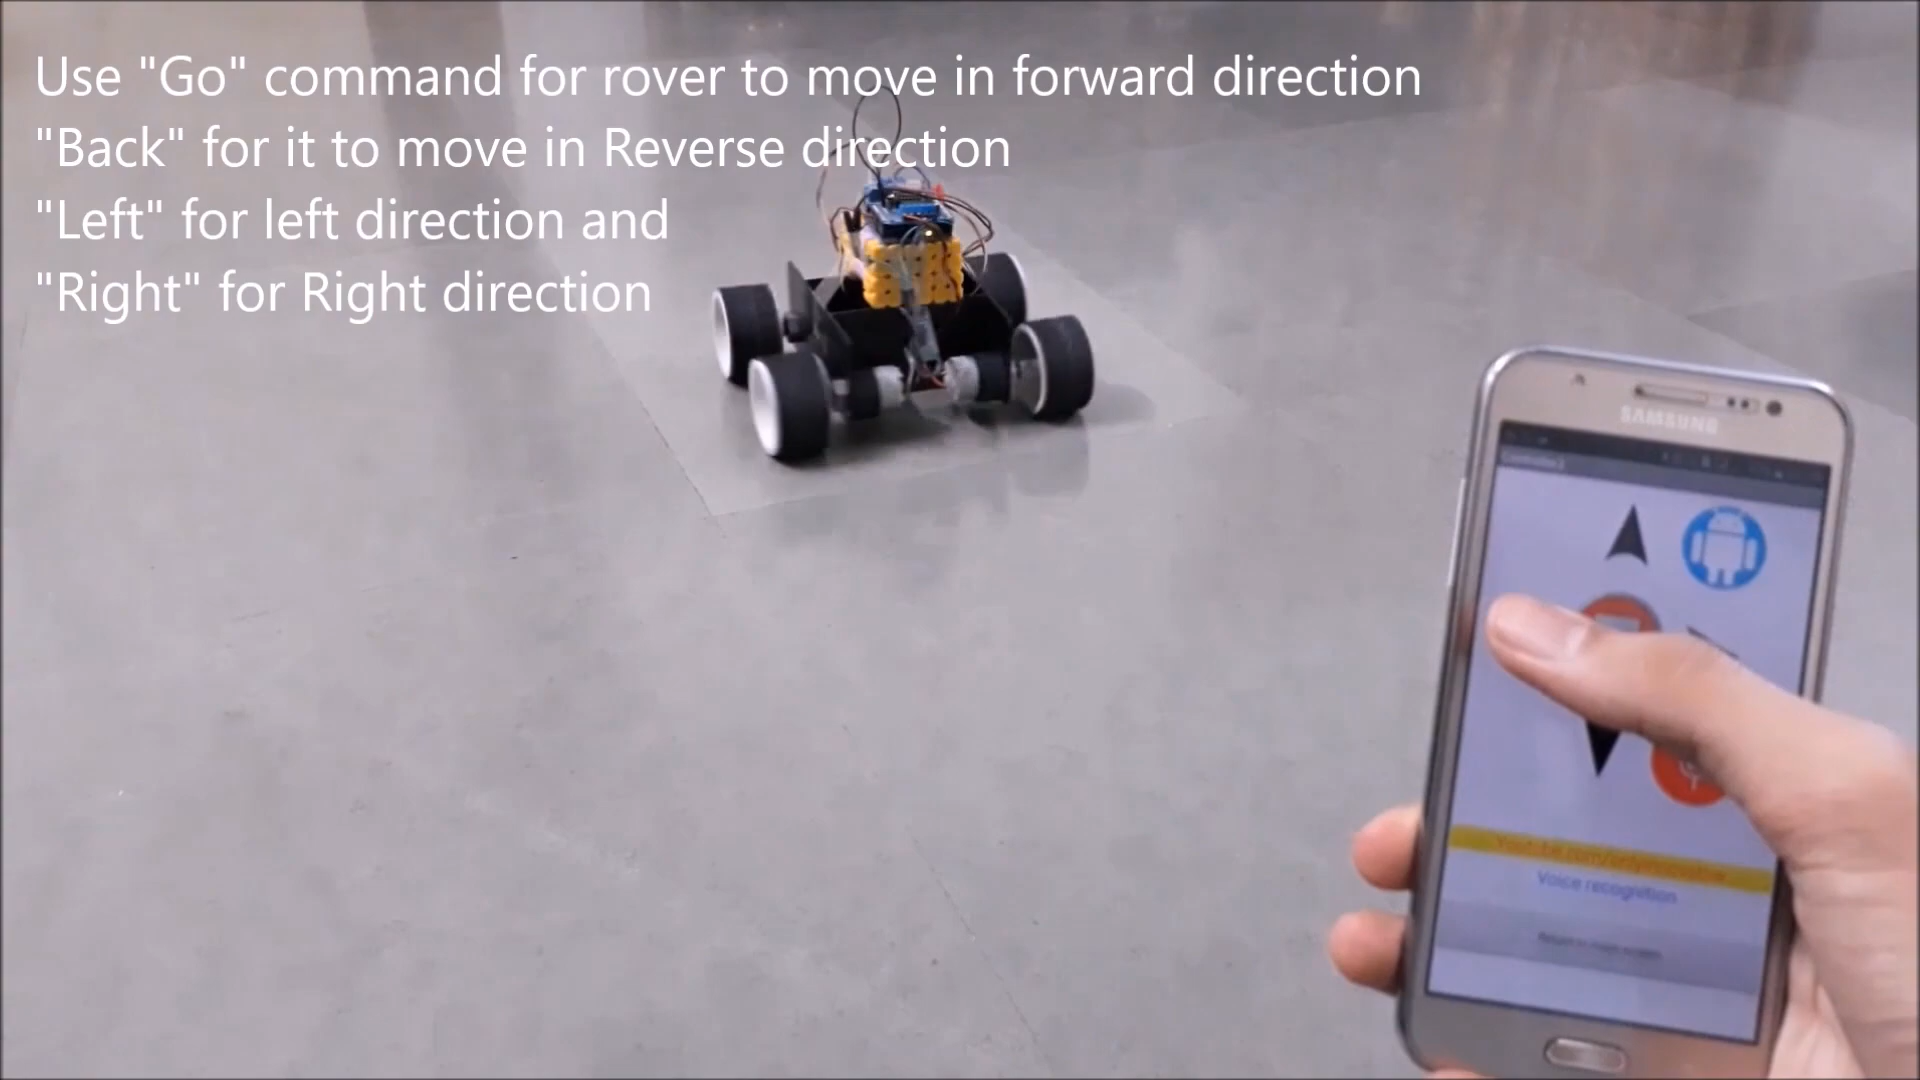 Use "Go" command for rover to move in forward direction
"Back" for it to move in Reverse direction
"Left" for left direction and
"Right" for Right direction
SAMSUNG
Voice recognition